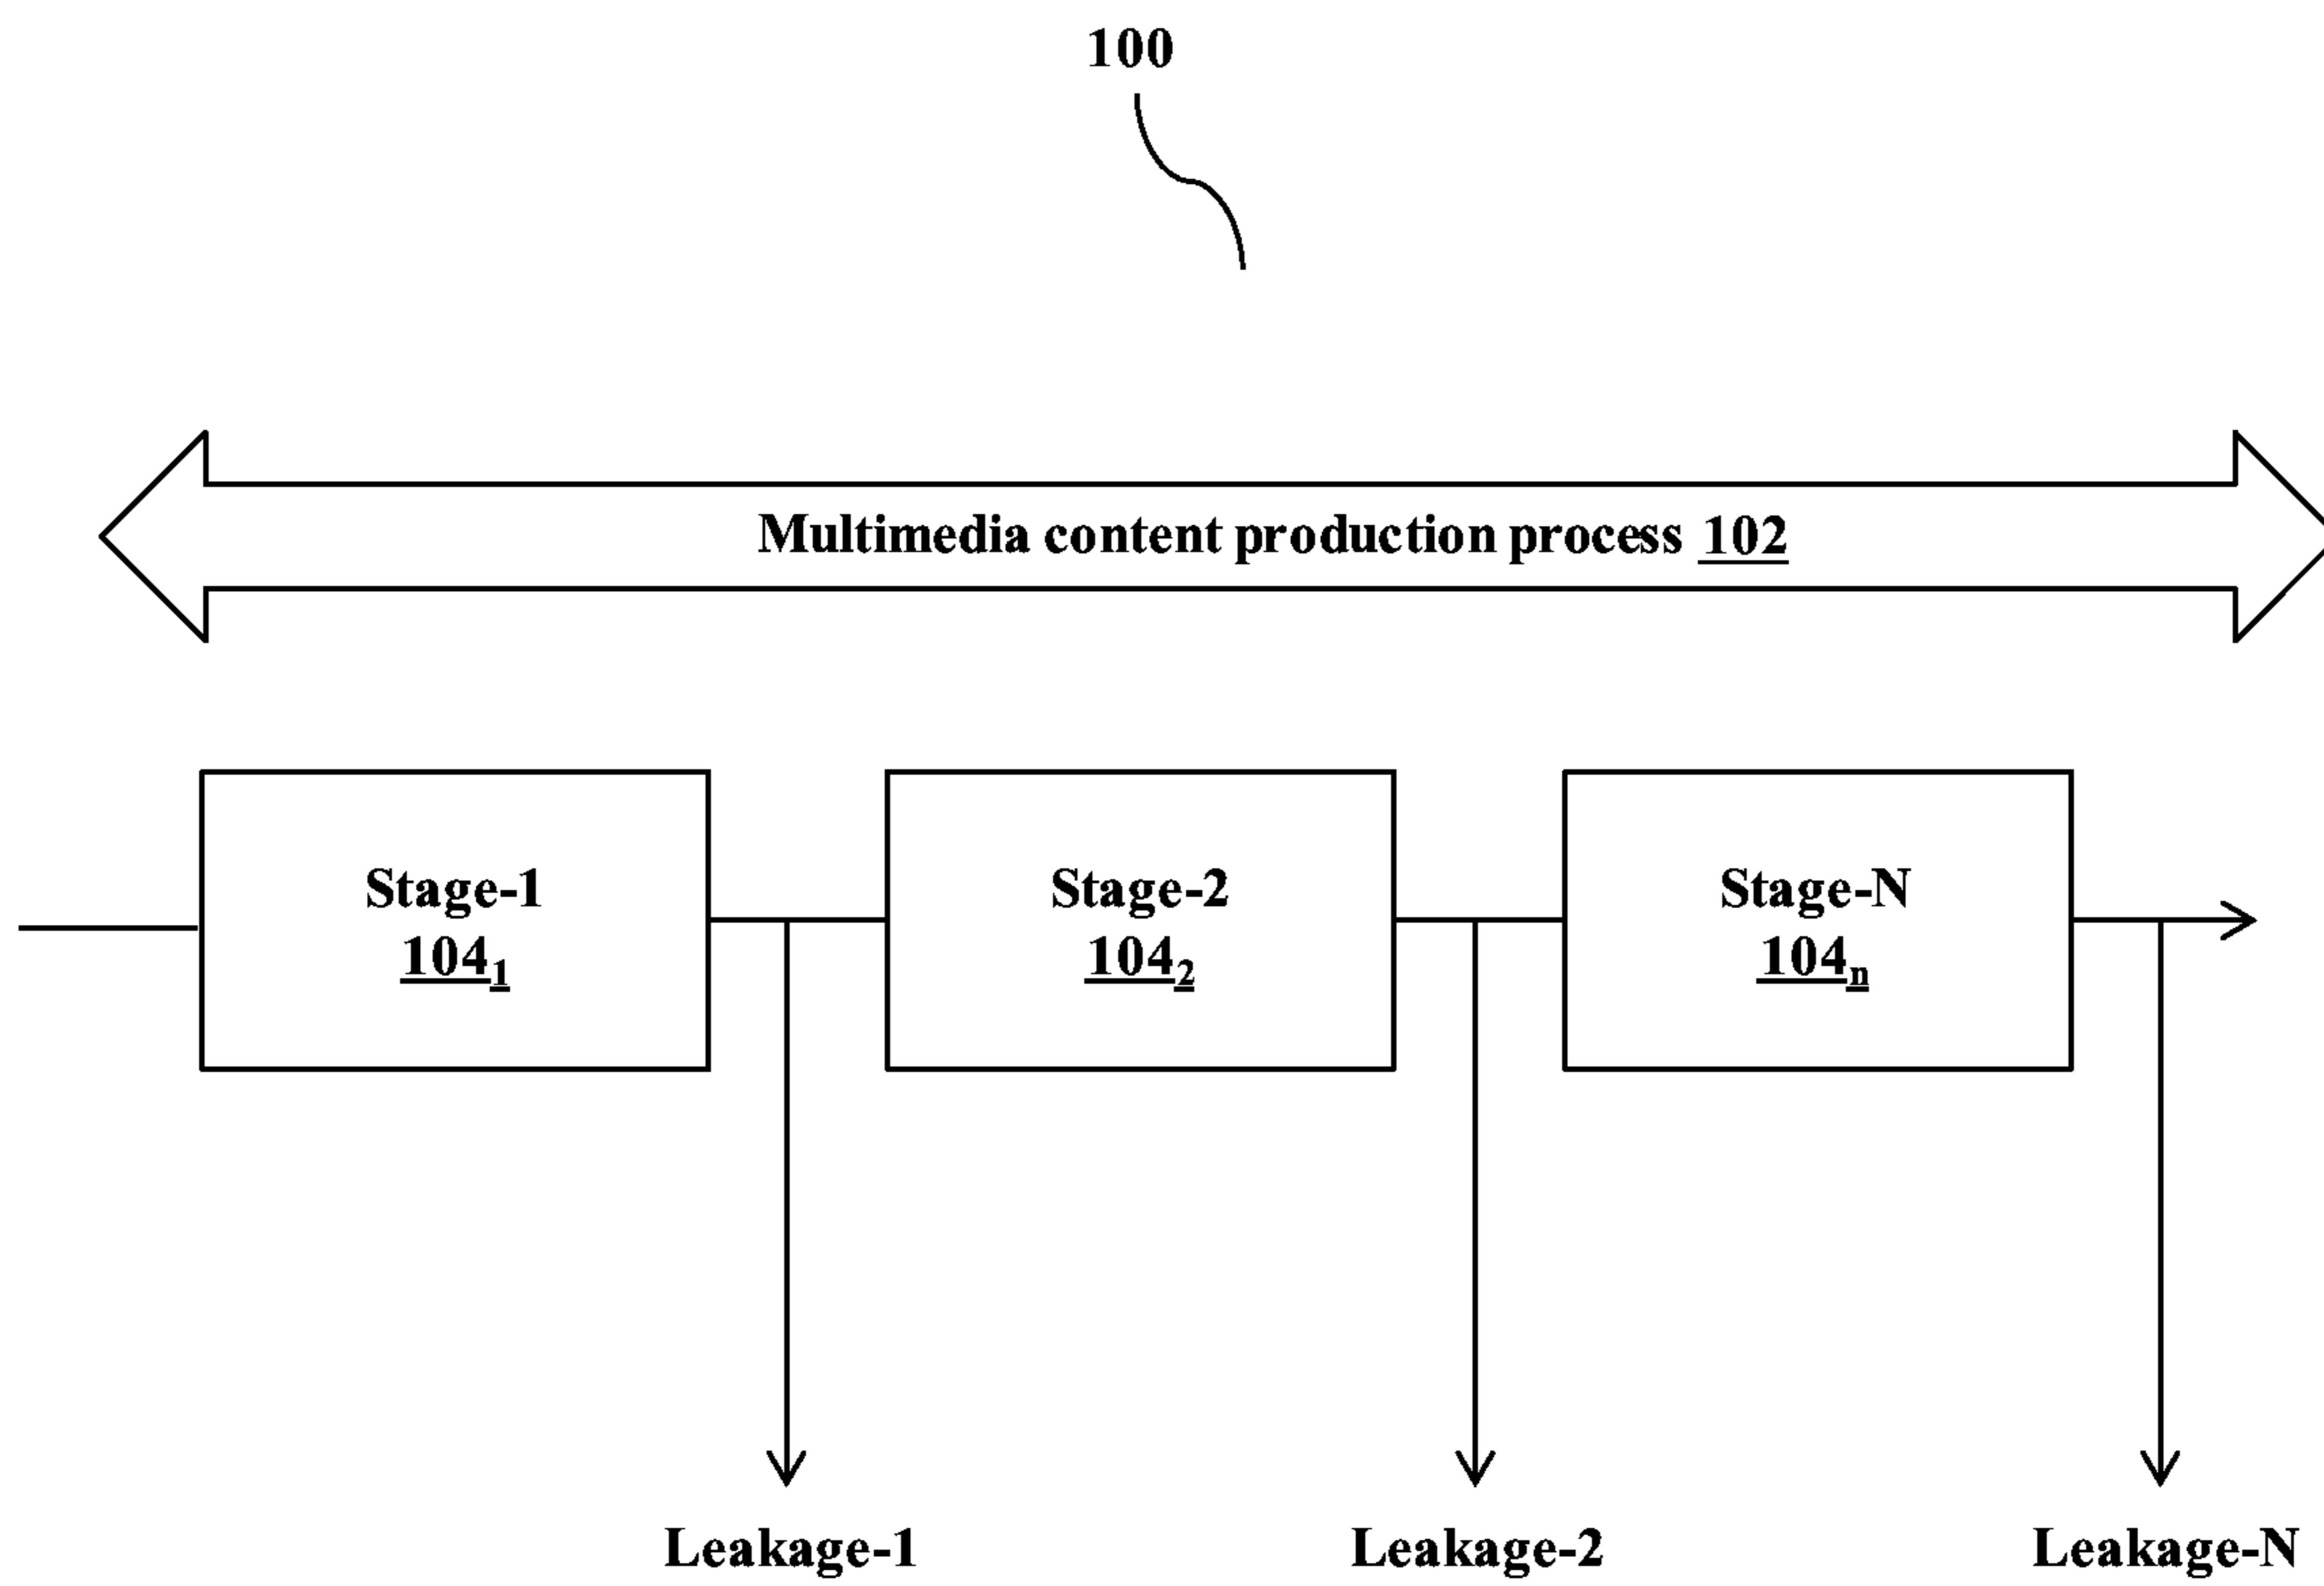 100
Multimedia content production process 102
Stage-1
104₁
Stage-2
104₂
Stage-N
104ₙ
Leakage-1
Leakage-2
Leakage-N